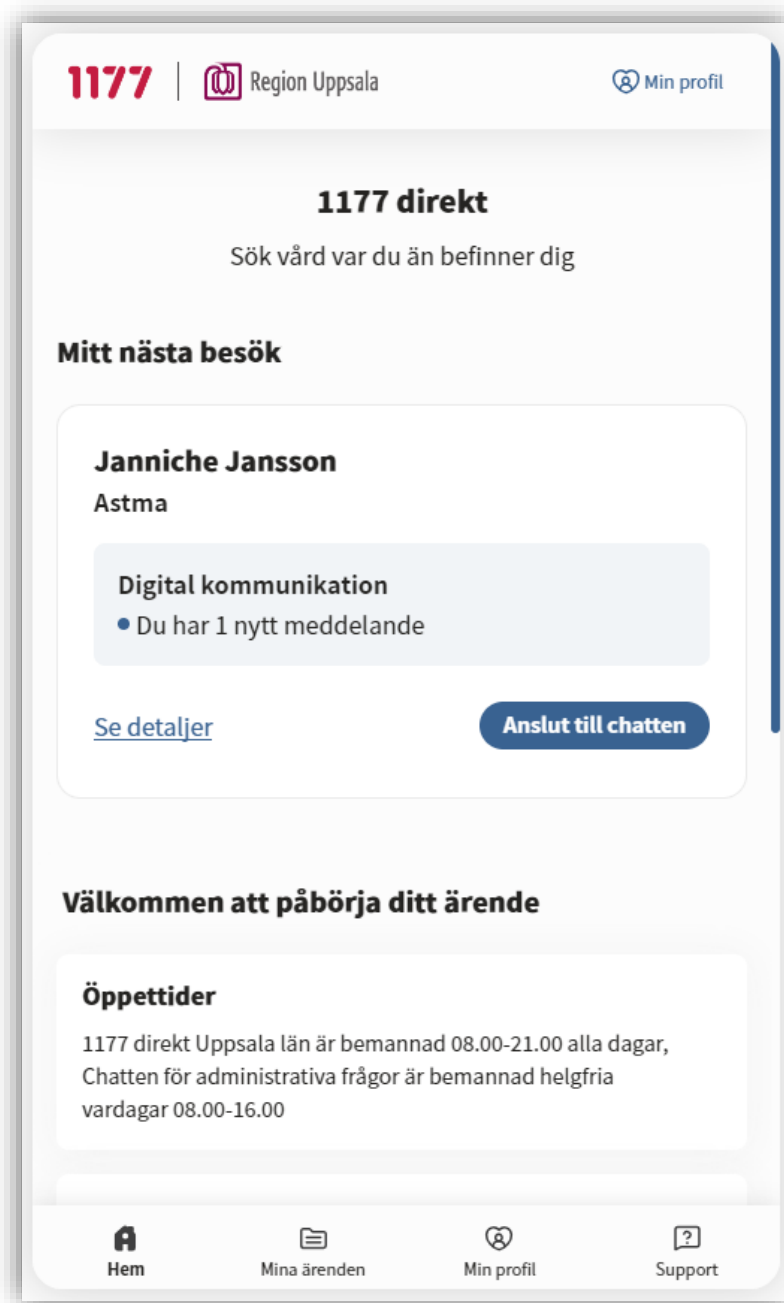 1177 | Region Uppsala Min profil
1177 direkt
Sök vård var du än befinner dig
Mitt nästa besök
Janniche Jansson
Astma
Digital kommunikation
• Du har 1 nytt meddelande
Se detaljer Anslut till chatten
Välkommen att påbörja ditt ärende
Öppettider
1177 direkt Uppsala län är bemannad 08.00-21.00 alla dagar,
Chatten för administrativa frågor är bemannad helgfria
vardagar 08.00-16.00
Hem Mina ärenden Min profil Support